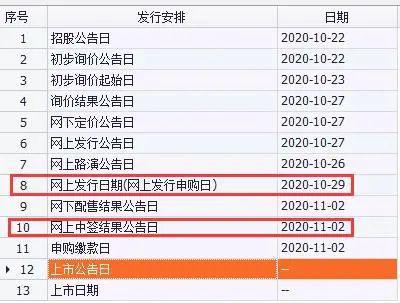 序号 发行安排 日期
1 招股公告日 2020-10-22
2 初步询价公告日 2020-10-22
3 初步询价起始日 2020-10-23
4 询价结果公告日 2020-10-27
5 网下定价公告日 2020-10-27
6 网上发行公告日 2020-10-27
7 网上路演公告日 2020-10-26
8 网上发行日期(网上发行申购日) 2020-10-29
9 网下配售结果公告日 2020-11-02
10 网上中签结果公告日 2020-11-02
11 申购缴款日 2020-11-02
12 上市公告日 --
13 上市日期 --